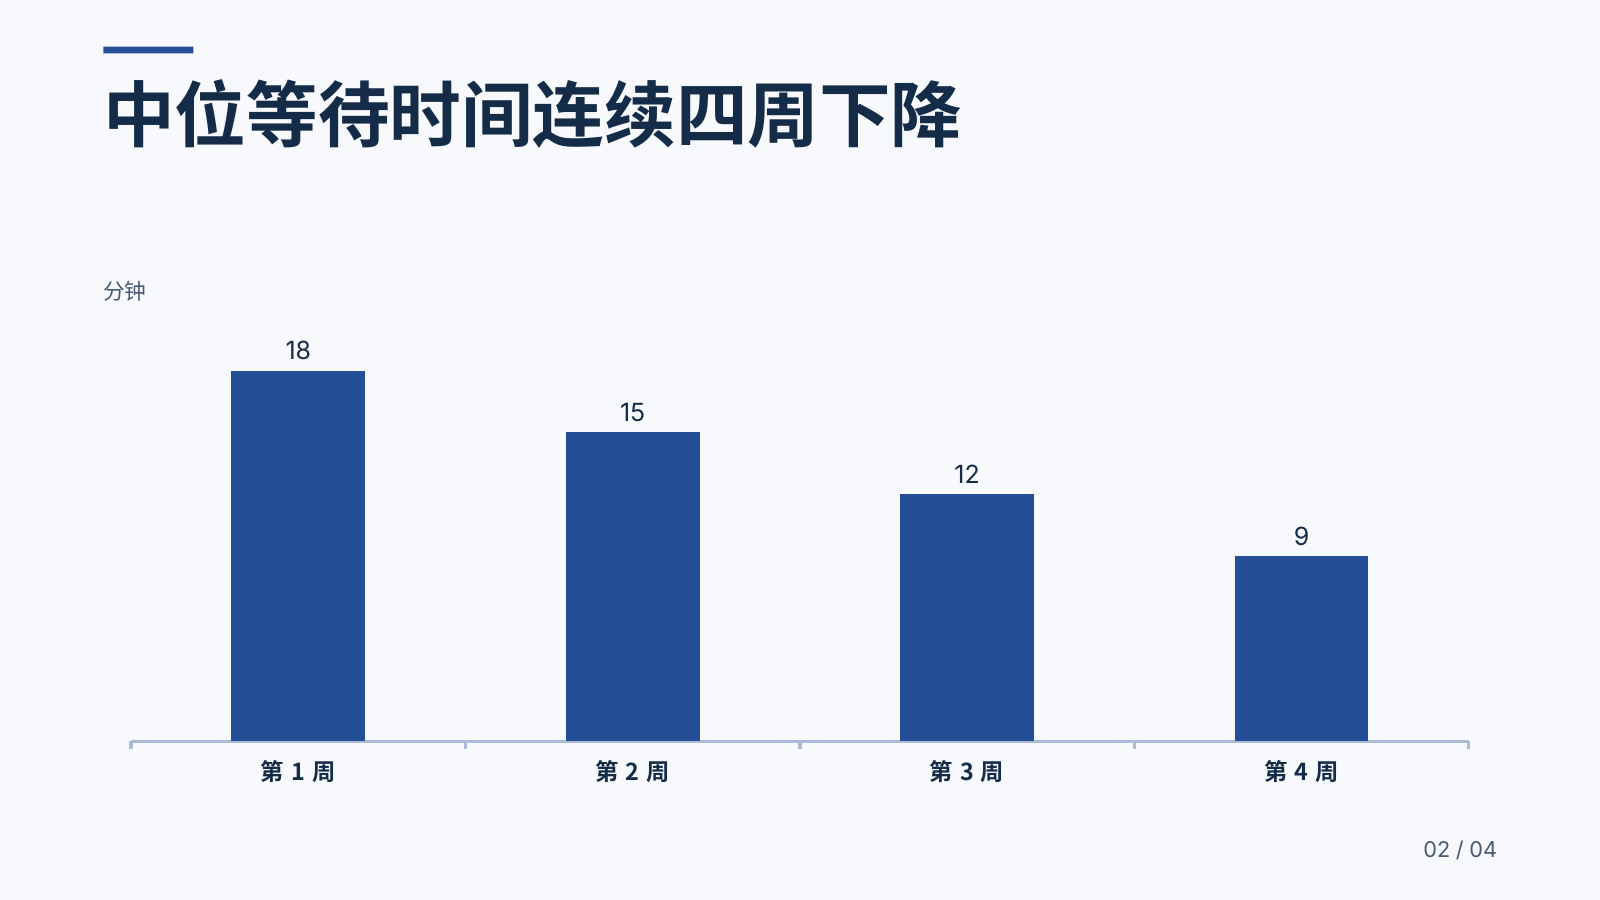 中位等待时间连续四周下降
分钟
18
15
12
9
第 1 周
第 2 周
第 3 周
第 4 周
02 / 04